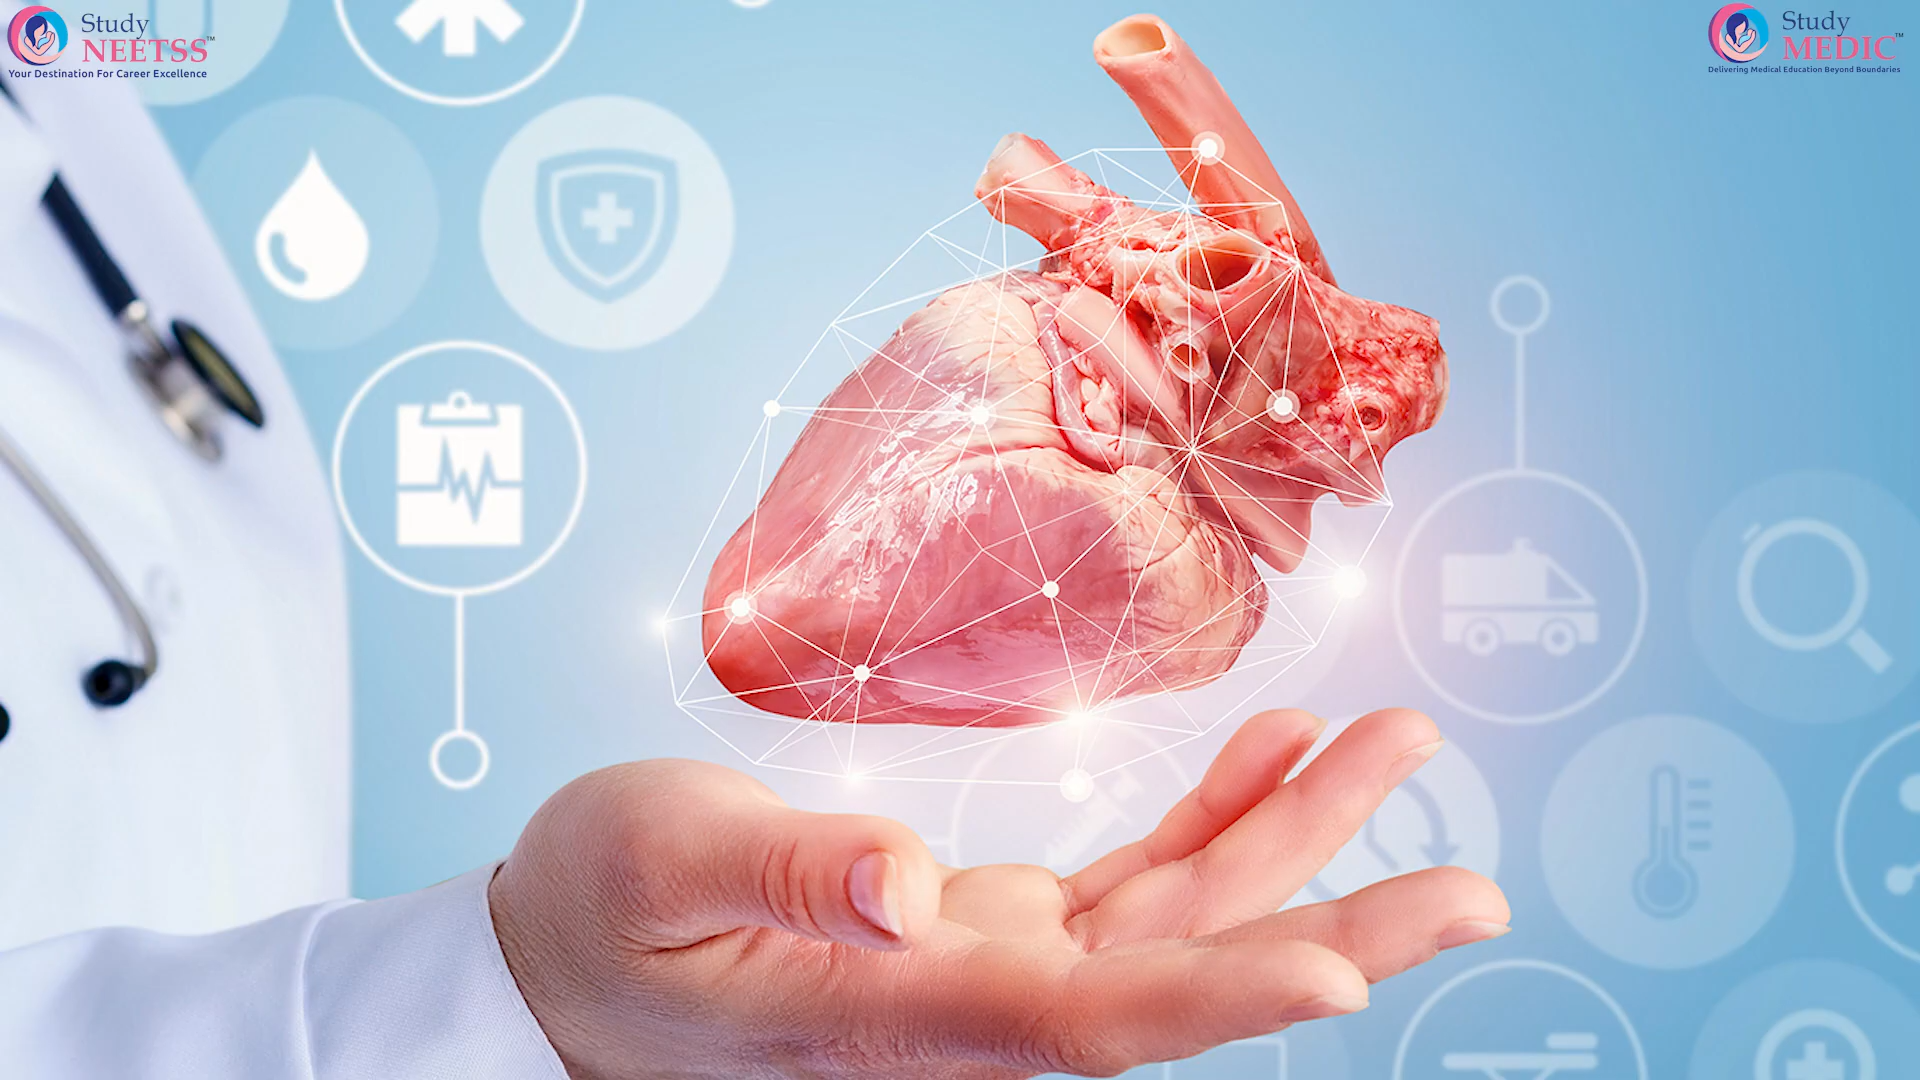 Study
NEETSS™
Your Destination For Career Excellence
Study
MEDIC™
Delivering Medical Education Beyond Boundaries